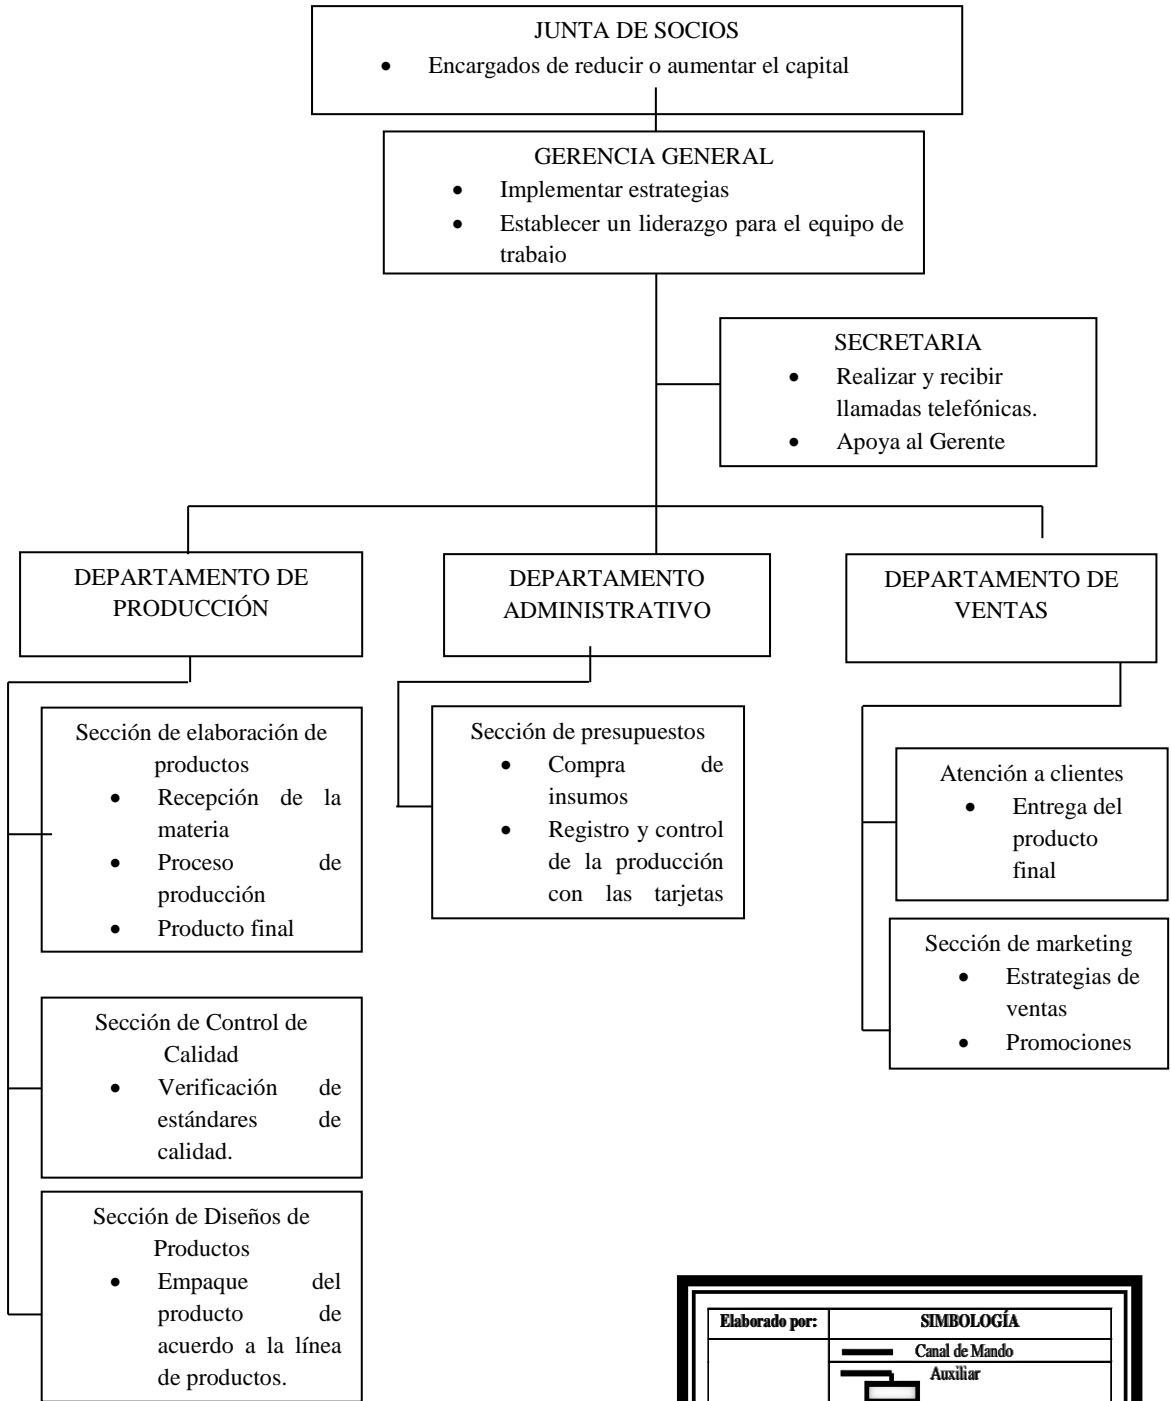 JUNTA DE SOCIOS
• Encargados de reducir o aumentar el capital
GERENCIA GENERAL
• Implementar estrategias
• Establecer un liderazgo para el equipo de
trabajo
SECRETARIA
• Realizar y recibir
llamadas telefónicas.
• Apoya al Gerente
DEPARTAMENTO DE
PRODUCCIÓN
DEPARTAMENTO
ADMINISTRATIVO
DEPARTAMENTO DE
VENTAS
Sección de elaboración de
productos
• Recepción de la
materia
• Proceso de
producción
• Producto final
Sección de Control de
Calidad
• Verificación de
estándares de
calidad.
Sección de Diseños de
Productos
• Empaque del
producto de
acuerdo a la línea
de productos.
Sección de presupuestos
• Compra de
insumos
• Registro y control
de la producción
con las tarjetas
Atención a clientes
• Entrega del
producto
final
Sección de marketing
• Estrategias de
ventas
• Promociones
Elaborado por:
SIMBOLOGÍA
Canal de Mando
Auxiliar